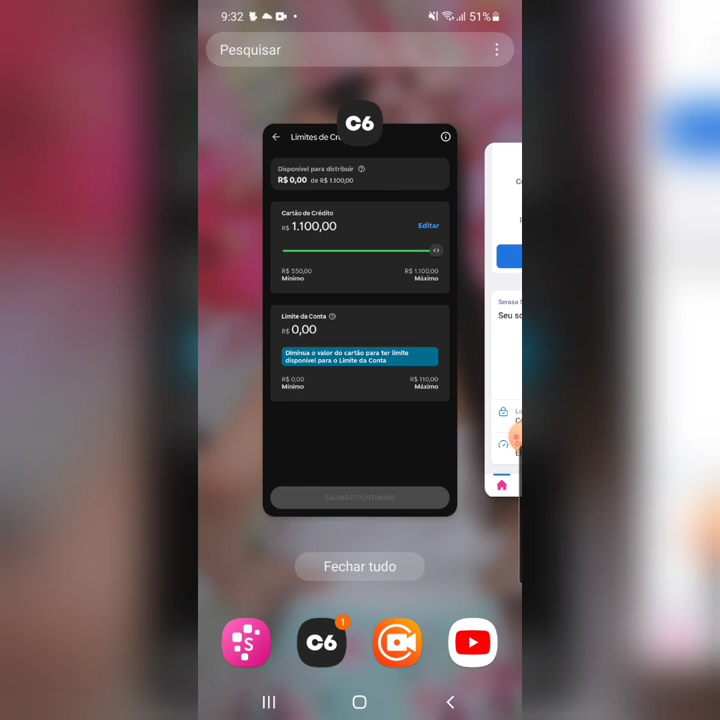 9:32
51%
Pesquisar
C6
Limites de Cré
Disponível para distribuir
R$ 0,00 de R$ 1.100,00
Cartão de Crédito
R$ 1.100,00
Editar
R$ 550,00
Mínimo
R$ 1.100,00
Máximo
Limite da Conta
R$ 0,00
Diminua o valor do cartão para ter limite
disponível para o Limite da Conta
R$ 0,00
Mínimo
R$ 110,00
Máximo
SALVAR E CONTINUAR
Serasa S
Seu sc
Fechar tudo
S
C6
1